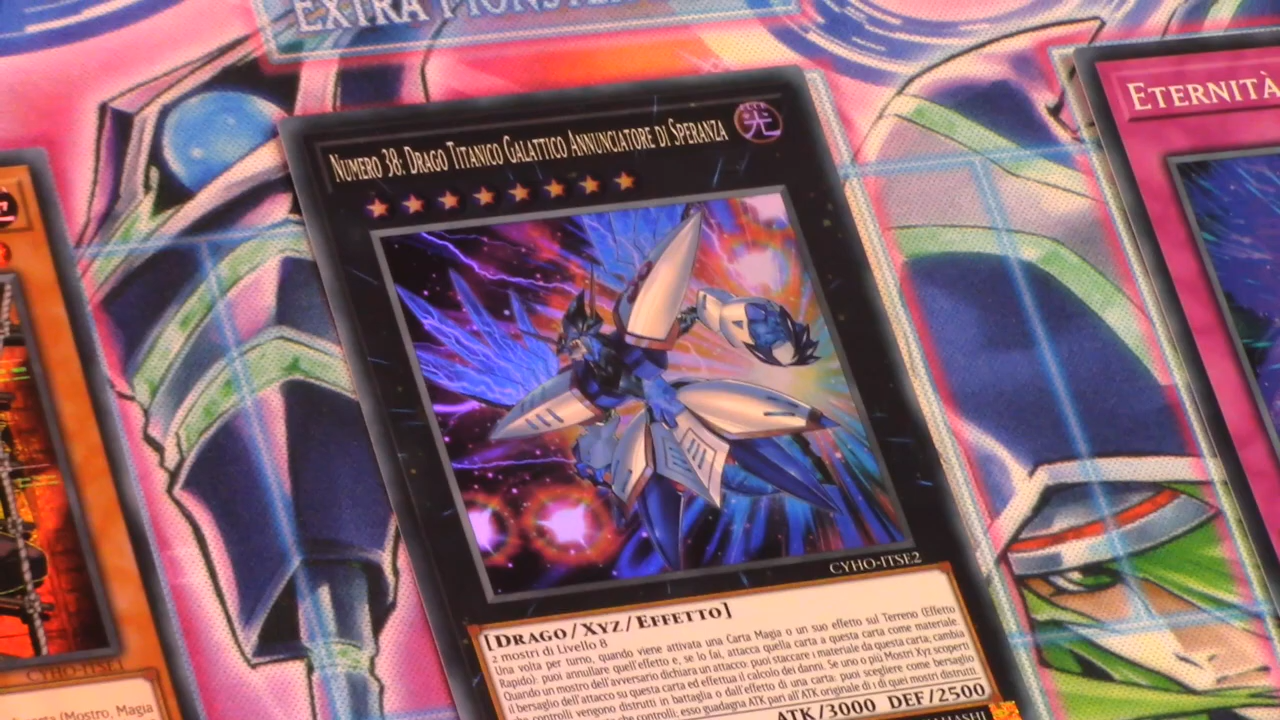 EXTRA MONSTER
ETERNITÀ
NUMERO 38: DRAGO TITANICO GALATTICO ANNUNCIATORE DI SPERANZA
光
CYHO-ITSE2
[DRAGO/XYZ/EFFETTO]
2 mostri di Livello 8
Una volta per turno, quando viene attivata una Carta Magia o un suo effetto sul Terreno (Effetto
Rapido): puoi annullare quell'effetto e, se lo fai, attacca quella carta a questa carta come materiale.
Quando un mostro dell'avversario dichiara un attacco: puoi staccare i materiali da questa carta; cambia
il bersaglio dell'attacco su questa carta ed effettua il calcolo dei danni. Se uno o più Mostri Xyz scoperti
che controlli vengono distrutti in battaglia o dall'effetto di una carta: puoi scegliere come bersaglio
che controlli; esso guadagna ATK pari all'ATK originale di 1 di quei mostri distrutti.
ATK/3000 DEF/2500
CYHO-ITSE1
(Mostro, Magia